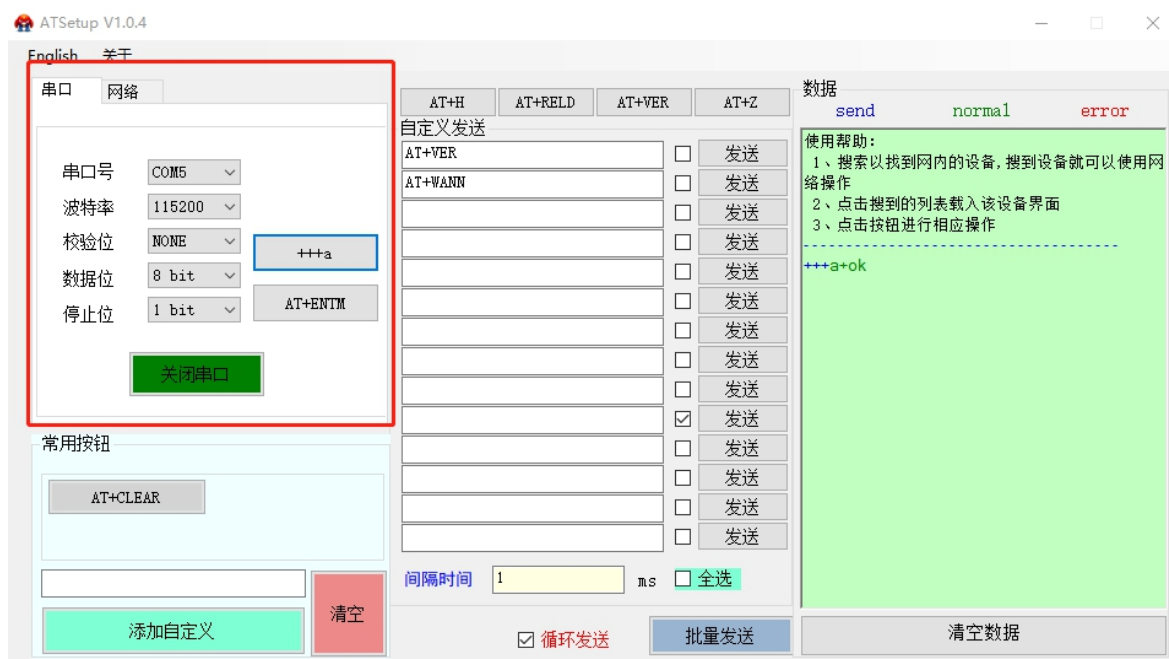 ATSetup V1.0.4
English 关于
串口 网络
串口号 COM5
波特率 115200
校验位 NONE
数据位 8 bit
停止位 1 bit
+++a
AT+ENTM
关闭串口
常用按钮
AT+CLEAR
添加自定义
清空
AT+H AT+RELD AT+VER AT+Z
自定义发送
AT+VER 发送
AT+WANN 发送
发送
发送
发送
发送
发送
发送
发送
发送
发送
发送
发送
发送
间隔时间 1 ms 全选
循环发送 批量发送
数据
send normal error
使用帮助:
1、搜索以找到网内的设备,搜到设备就可以使用网
络操作
2、点击搜到的列表载入该设备界面
3、点击按钮进行相应操作
+++a+ok
清空数据